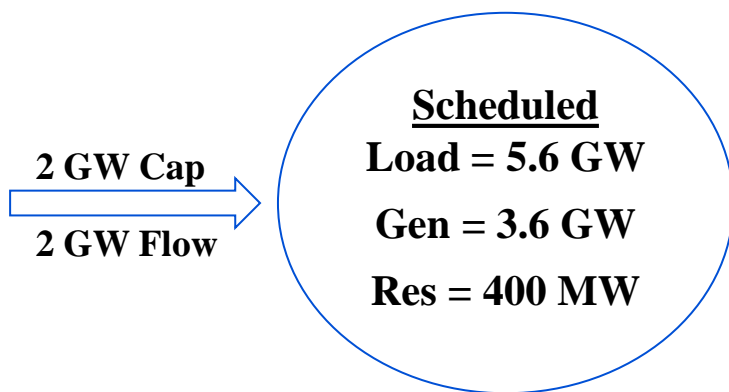 2 GW Cap
2 GW Flow
Scheduled
Load = 5.6 GW
Gen = 3.6 GW
Res = 400 MW